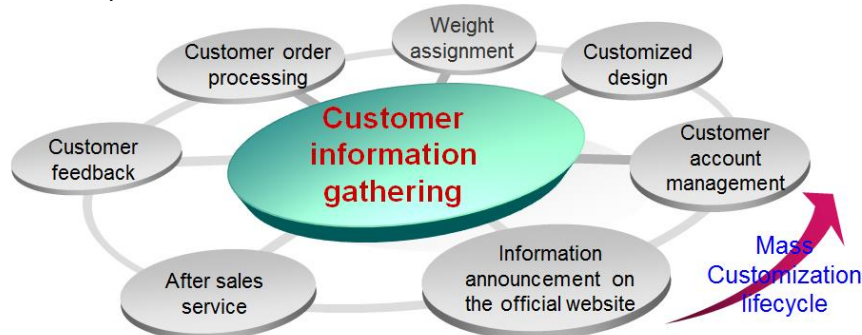 Weight
assignment
Customer order
processing
Customized
design
Customer
information
gathering
Customer
feedback
Customer
account
management
After sales
service
Information
announcement on
the official website
Mass
Customization
lifecycle